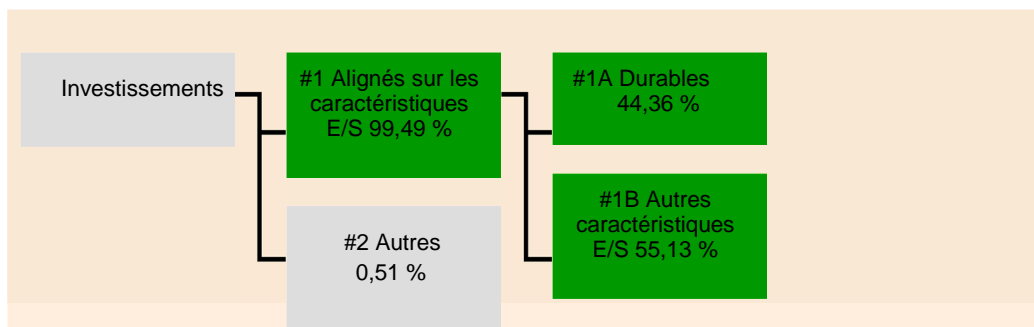 Investissements
#1 Alignés sur les
caractéristiques
E/S 99,49 %
#2 Autres
0,51 %
#1A Durables
44,36 %
#1B Autres
caractéristiques
E/S 55,13 %